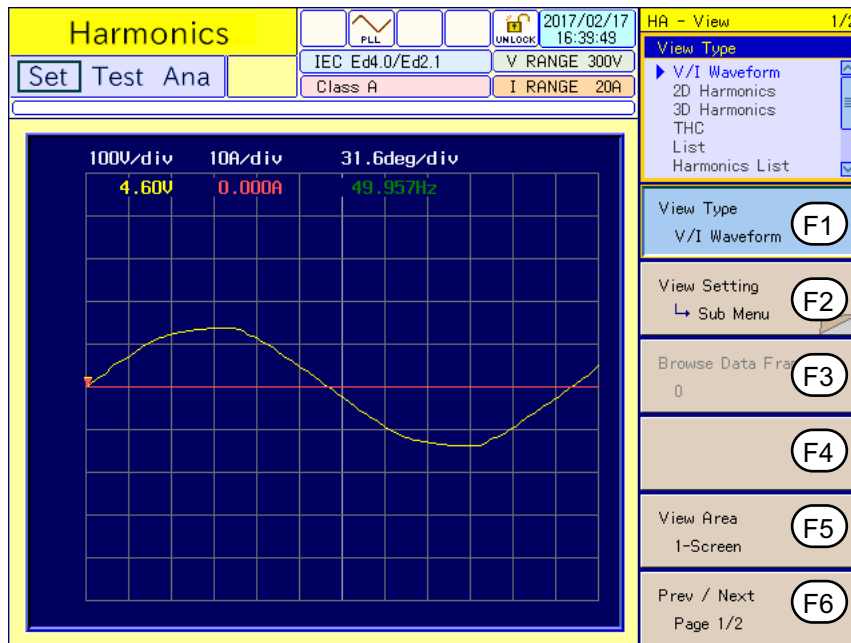 Harmonics
Set Test Ana
PLL
UNLOCK
2017/02/17
16:39:49
IEC Ed4.0/Ed2.1
V RANGE 300V
Class A
I RANGE 20A
100V/div 10A/div 31.6deg/div
4.60V 0.000A 49.957Hz
HA - View
View Type
V/I Waveform
2D Harmonics
3D Harmonics
THC
List
Harmonics List
View Type
V/I Waveform
F1
View Setting
Sub Menu
F2
Browse Data
0
F3
F4
View Area
1-Screen
F5
Prev / Next
Page 1/2
F6